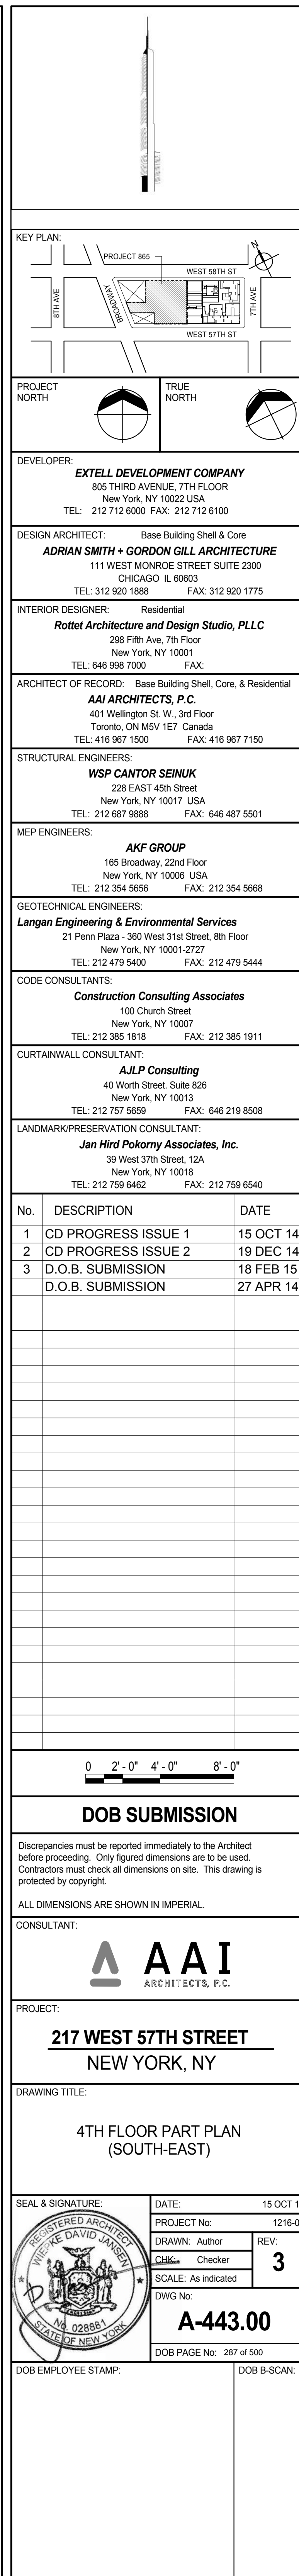 KEY PLAN:
PROJECT 865
N
WEST 58TH ST
8TH AVE
BROADWAY
7TH AVE
WEST 57TH ST
PROJECT NORTH
TRUE NORTH
DEVELOPER:
EXTELL DEVELOPMENT COMPANY
805 THIRD AVENUE, 7TH FLOOR
New York, NY 10022 USA
TEL: 212 712 6000 FAX: 212 712 6100
DESIGN ARCHITECT: Base Building Shell & Core
ADRIAN SMITH + GORDON GILL ARCHITECTURE
111 WEST MONROE STREET SUITE 2300
CHICAGO IL 60603
TEL: 312 920 1888 FAX: 312 920 1775
INTERIOR DESIGNER: Residential
Rottet Architecture and Design Studio, PLLC
298 Fifth Ave, 7th Floor
New York, NY 10001
TEL: 646 998 7000 FAX:
ARCHITECT OF RECORD: Base Building Shell, Core, & Residential
AAI ARCHITECTS, P.C.
401 Wellington St. W., 3rd Floor
Toronto, ON M5V 1E7 Canada
TEL: 416 967 1500 FAX: 416 967 7150
STRUCTURAL ENGINEERS:
WSP CANTOR SEINUK
228 EAST 45th Street
New York, NY 10017 USA
TEL: 212 687 9888 FAX: 646 487 5501
MEP ENGINEERS:
AKF GROUP
165 Broadway, 22nd Floor
New York, NY 10006 USA
TEL: 212 354 5656 FAX: 212 354 5668
GEOTECHNICAL ENGINEERS:
Langan Engineering & Environmental Services
21 Penn Plaza - 360 West 31st Street, 8th Floor
New York, NY 10001-2727
TEL: 212 479 5400 FAX: 212 479 5444
CODE CONSULTANTS:
Construction Consulting Associates
100 Church Street
New York, NY 10007
TEL: 212 385 1818 FAX: 212 385 1911
CURTAINWALL CONSULTANT:
AJLP Consulting
40 Worth Street. Suite 826
New York, NY 10013
TEL: 212 757 5659 FAX: 646 219 8508
LANDMARK/PRESERVATION CONSULTANT:
Jan Hird Pokorny Associates, Inc.
39 West 37th Street, 12A
New York, NY 10018
TEL: 212 759 6462 FAX: 212 759 6540
No. DESCRIPTION DATE
1 CD PROGRESS ISSUE 1 15 OCT 14
2 CD PROGRESS ISSUE 2 19 DEC 14
3 D.O.B. SUBMISSION 18 FEB 15
D.O.B. SUBMISSION 27 APR 14
0 2' - 0" 4' - 0" 8' - 0"
DOB SUBMISSION
Discrepancies must be reported immediately to the Architect
before proceeding. Only figured dimensions are to be used.
Contractors must check all dimensions on site. This drawing is
protected by copyright.
ALL DIMENSIONS ARE SHOWN IN IMPERIAL.
CONSULTANT:
AAI
ARCHITECTS, P.C.
PROJECT:
217 WEST 57TH STREET
NEW YORK, NY
DRAWING TITLE:
4TH FLOOR PART PLAN
(SOUTH-EAST)
SEAL & SIGNATURE:
REGISTERED ARCHITECT
DAVID JANSEN
No. 028881
STATE OF NEW YORK
DATE: 15 OCT 1
PROJECT No: 1216-0
DRAWN: Author
CHK: Checker
SCALE: As indicated
REV:
3
DWG No:
A-443.00
DOB PAGE No: 287 of 500
DOB EMPLOYEE STAMP:
DOB B-SCAN: